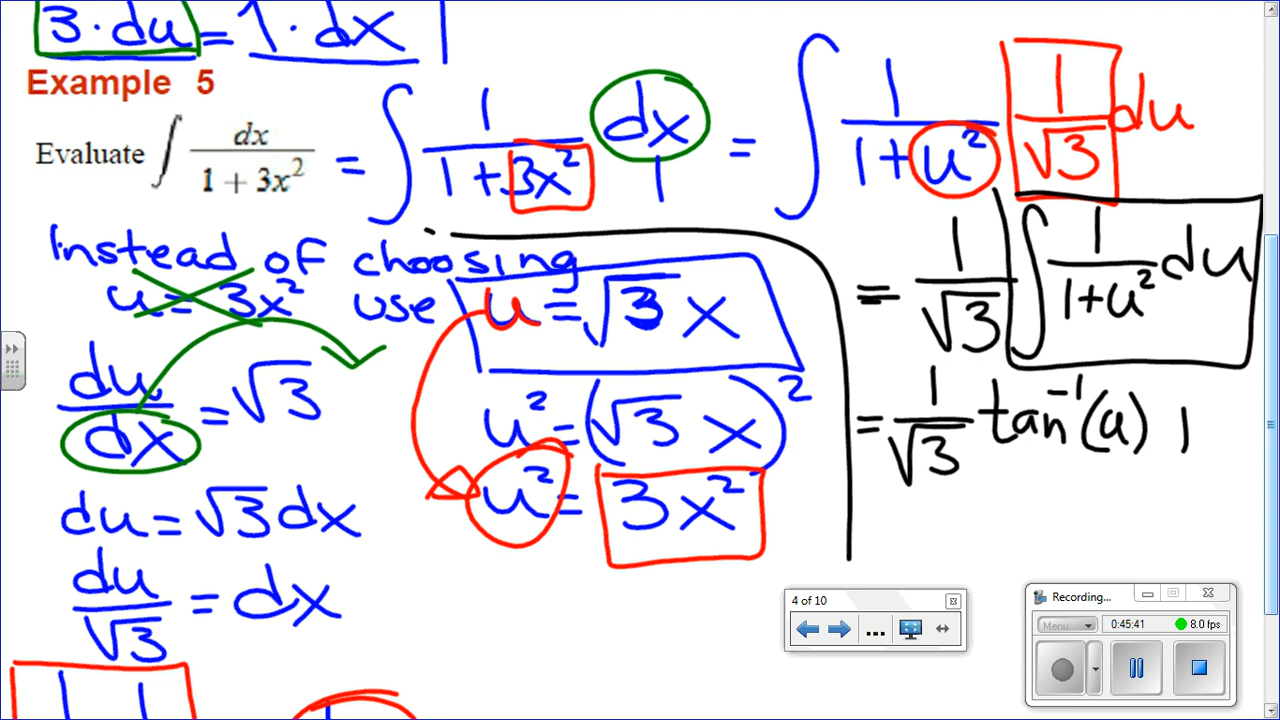 3·du = 1·dx
Example 5
Evaluate ∫ dx / (1 + 3x²) = ∫ 1 / (1 + 3x²) dx / 1 = ∫ 1 / (1 + u²) 1/√3 du
Instead of choosing
u = 3x² use u = √3 x
= 1/√3 ∫ 1 / (1+u²) du
du/dx = √3
u² = (√3 x)²
= 1/√3 tan⁻¹(u)
du = √3 dx
u² = 3x²
du/√3 = dx
4 of 10
Recording...
Menu
0:45:41
8.0 fps